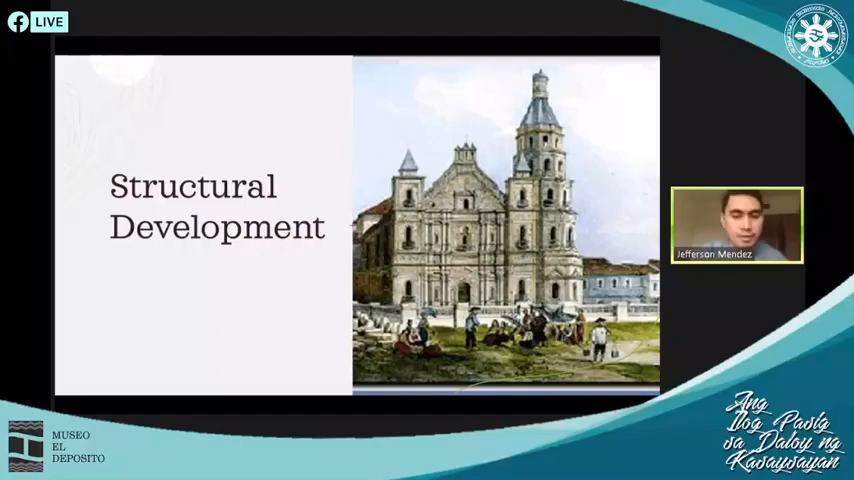 LIVE
Structural
Development
Jefferson Mendez
MUSEO
EL
DEPOSITO
Ang
Ilog Pasig
sa Daloy ng
Kasaysayan